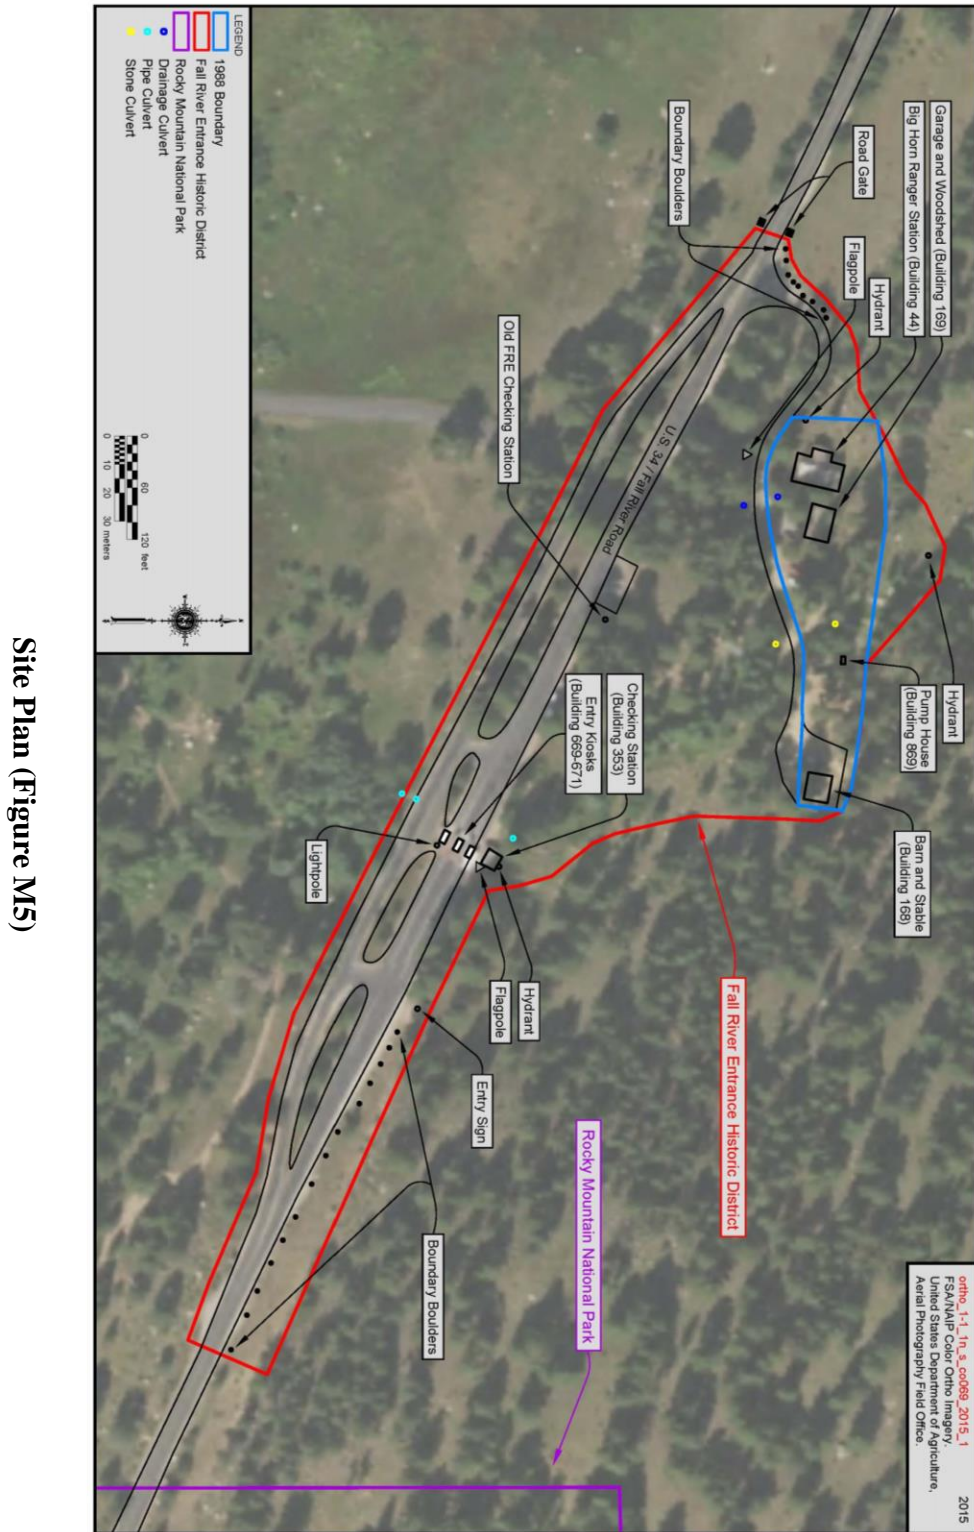 Garage and Woodshed (Building 169)
Big Horn Ranger Station (Building 44)
Road Gate
Boundary Boulders
Flagpole
Hydrant
Old FRE Checking Station
U.S. 34 / Fall River Road
Hydrant
Pump House
(Building 869)
Checking Station
(Building 353)
Entry Kiosks
(Building 669-671)
Barn and Stable
(Building 168)
Lightpole
Hydrant
Flagpole
Entry Sign
Fall River Entrance Historic District
Rocky Mountain National Park
Boundary Boulders
ortho_1-1_1n_s_co069_2015_1 2015
FSA/NAIP Color Ortho Imagery.
United States Department of Agriculture,
Aerial Photography Field Office.
LEGEND
1988 Boundary
Fall River Entrance Historic District
Rocky Mountain National Park
Drainage Culvert
Pipe Culvert
Stone Culvert
0 60 120 feet
0 10 20 30 meters
Site Plan (Figure M5)